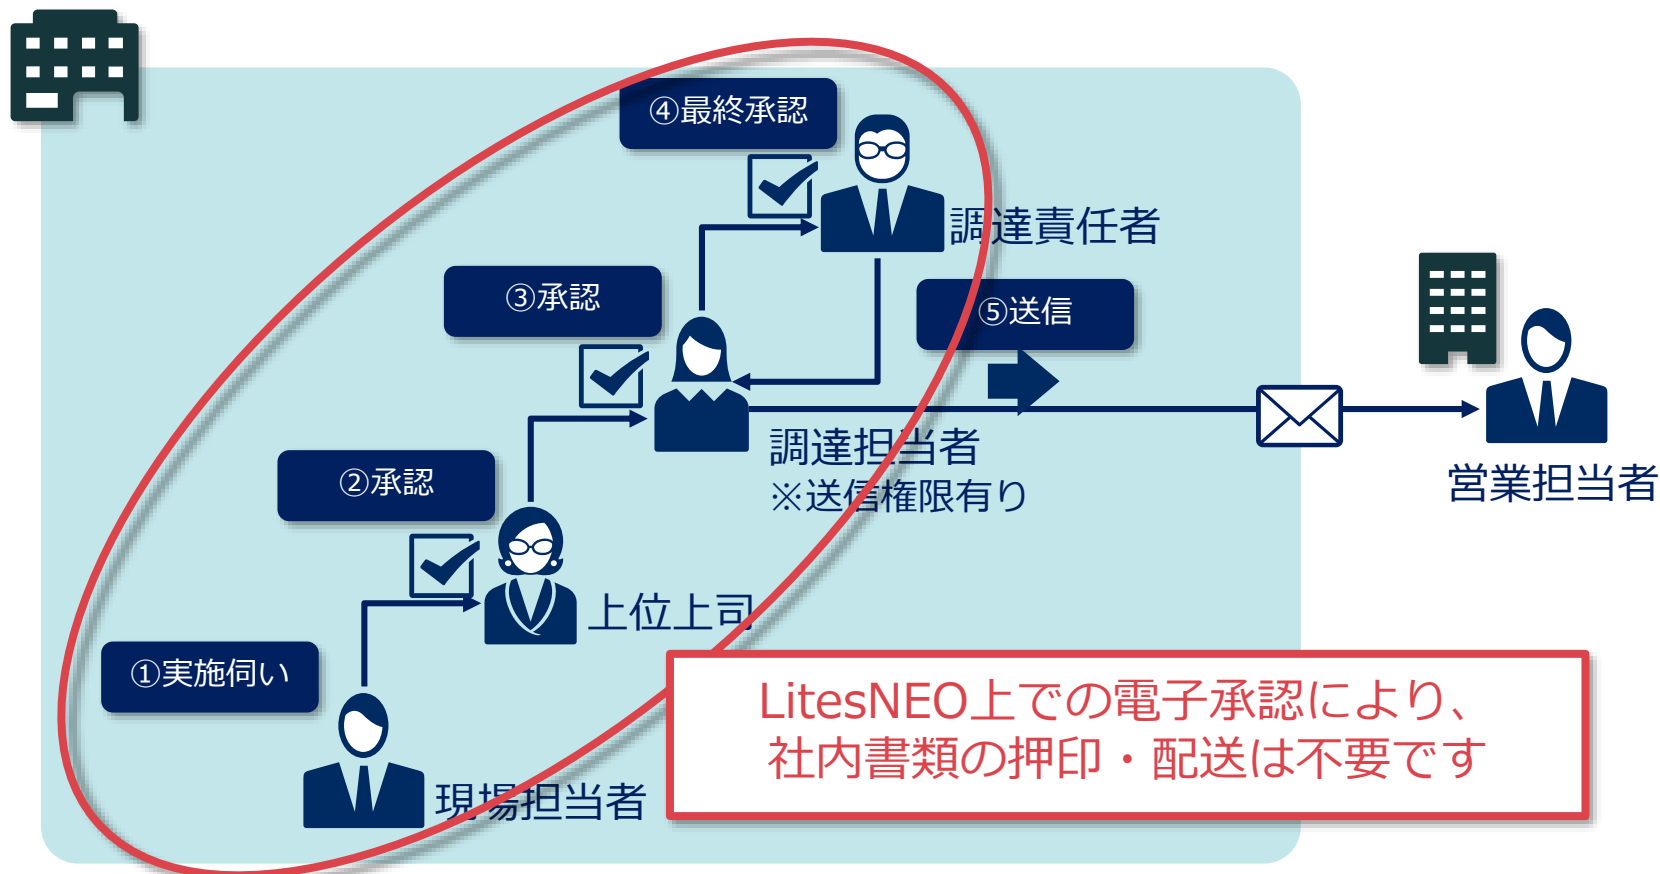 ④最終承認
調達責任者
③承認
⑤送信
調達担当者
※送信権限有り
営業担当者
②承認
上位上司
①実施伺い
現場担当者
LitesNEO上での電子承認により、
社内書類の押印・配送は不要です